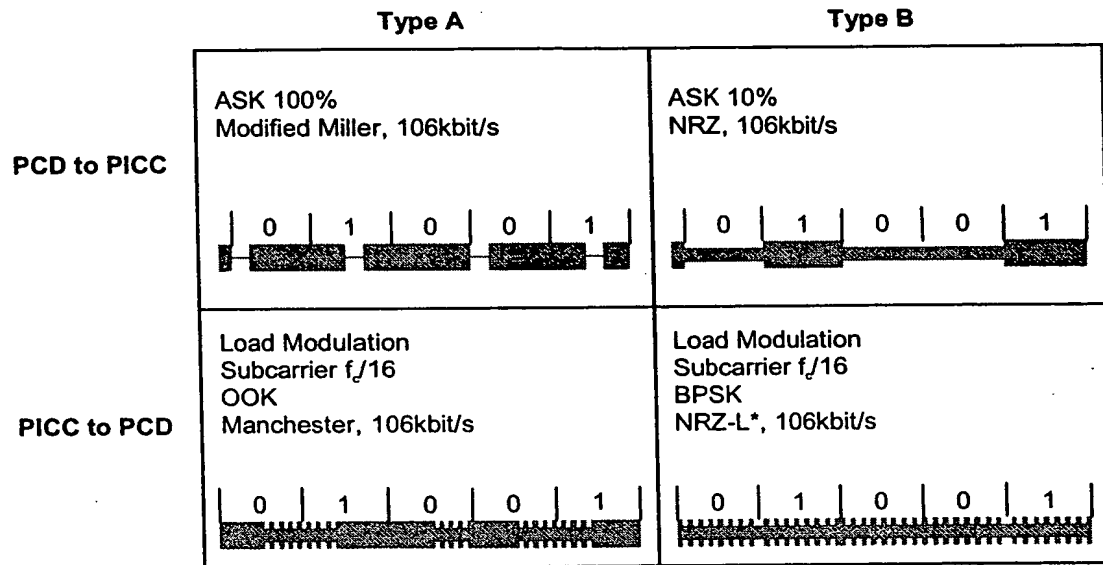 Type A
Type B
PCD to PICC
ASK 100%
Modified Miller, 106kbit/s
0 1 0 0 1
ASK 10%
NRZ, 106kbit/s
0 1 0 0 1
PICC to PCD
Load Modulation
Subcarrier fc/16
OOK
Manchester, 106kbit/s
0 1 0 0 1
Load Modulation
Subcarrier fc/16
BPSK
NRZ-L*, 106kbit/s
0 1 0 0 1